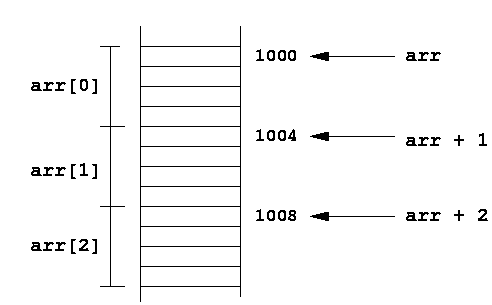 1000 arr
arr[0]
1004 arr + 1
arr[1]
1008 arr + 2
arr[2]